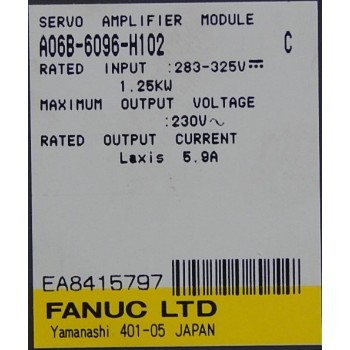 SERVO AMPLIFIER MODULE
A06B-6096-H102 C
RATED INPUT :283-325V⎓
1.25KW
MAXIMUM OUTPUT VOLTAGE
:230V～
RATED OUTPUT CURRENT
Laxis 5.9A
EA8415797
FANUC LTD
Yamanashi 401-05 JAPAN